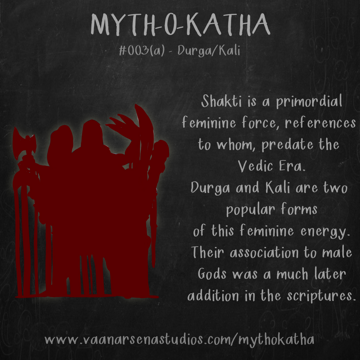 MYTH-O-KATHA
#003(a) - Durga/Kali
Shakti is a primordial
feminine force, references
to whom, predate the
Vedic Era.
Durga and Kali are two
popular forms
of this feminine energy.
Their association to male
Gods was a much later
addition in the scriptures.
www.vaanarsenastudios.com/mythokatha